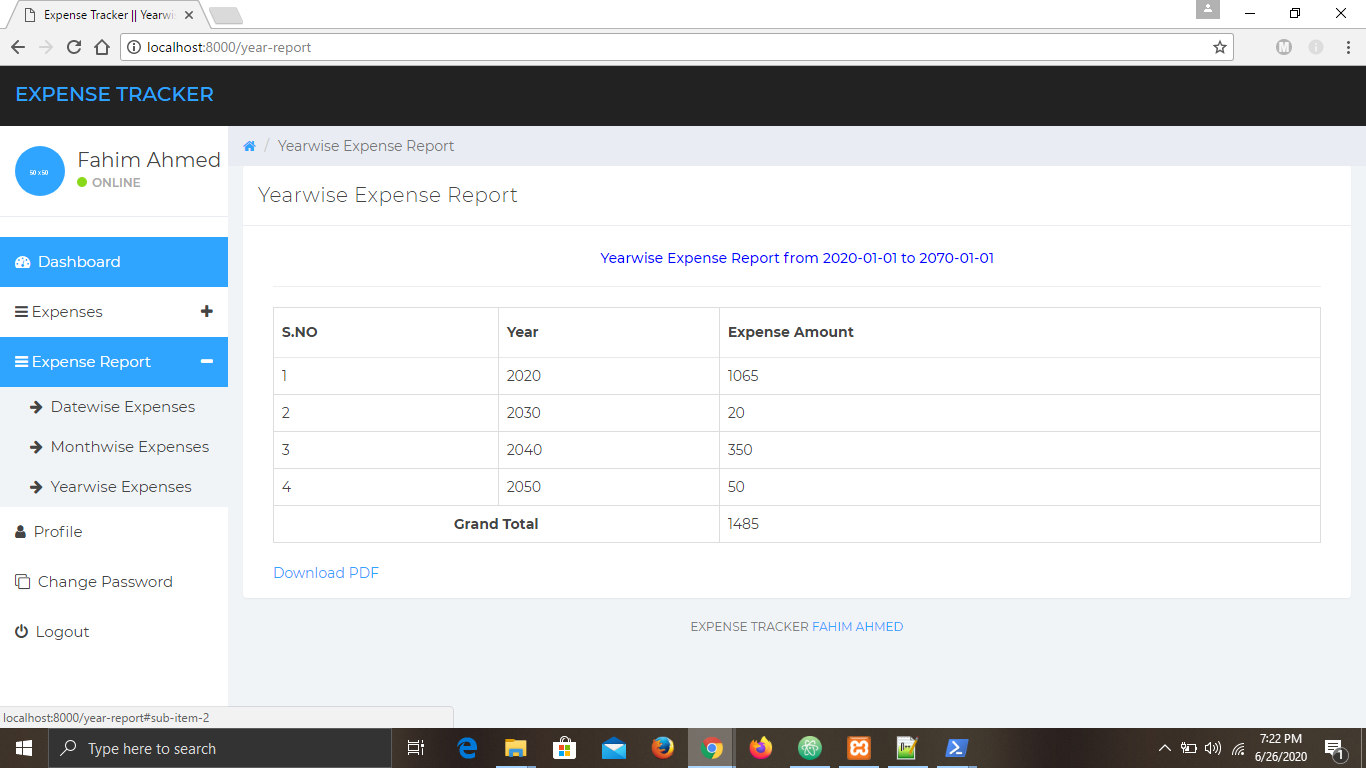 Expense Tracker || Yearwi
localhost:8000/year-report
EXPENSE TRACKER
50 x 50
Fahim Ahmed
ONLINE
Dashboard
Expenses
Expense Report
Datewise Expenses
Monthwise Expenses
Yearwise Expenses
Profile
Change Password
Logout
/ Yearwise Expense Report
Yearwise Expense Report
Yearwise Expense Report from 2020-01-01 to 2070-01-01
S.NO Year Expense Amount
1 2020 1065
2 2030 20
3 2040 350
4 2050 50
Grand Total 1485
Download PDF
EXPENSE TRACKER FAHIM AHMED
localhost:8000/year-report#sub-item-2
Type here to search
7:22 PM
6/26/2020
1